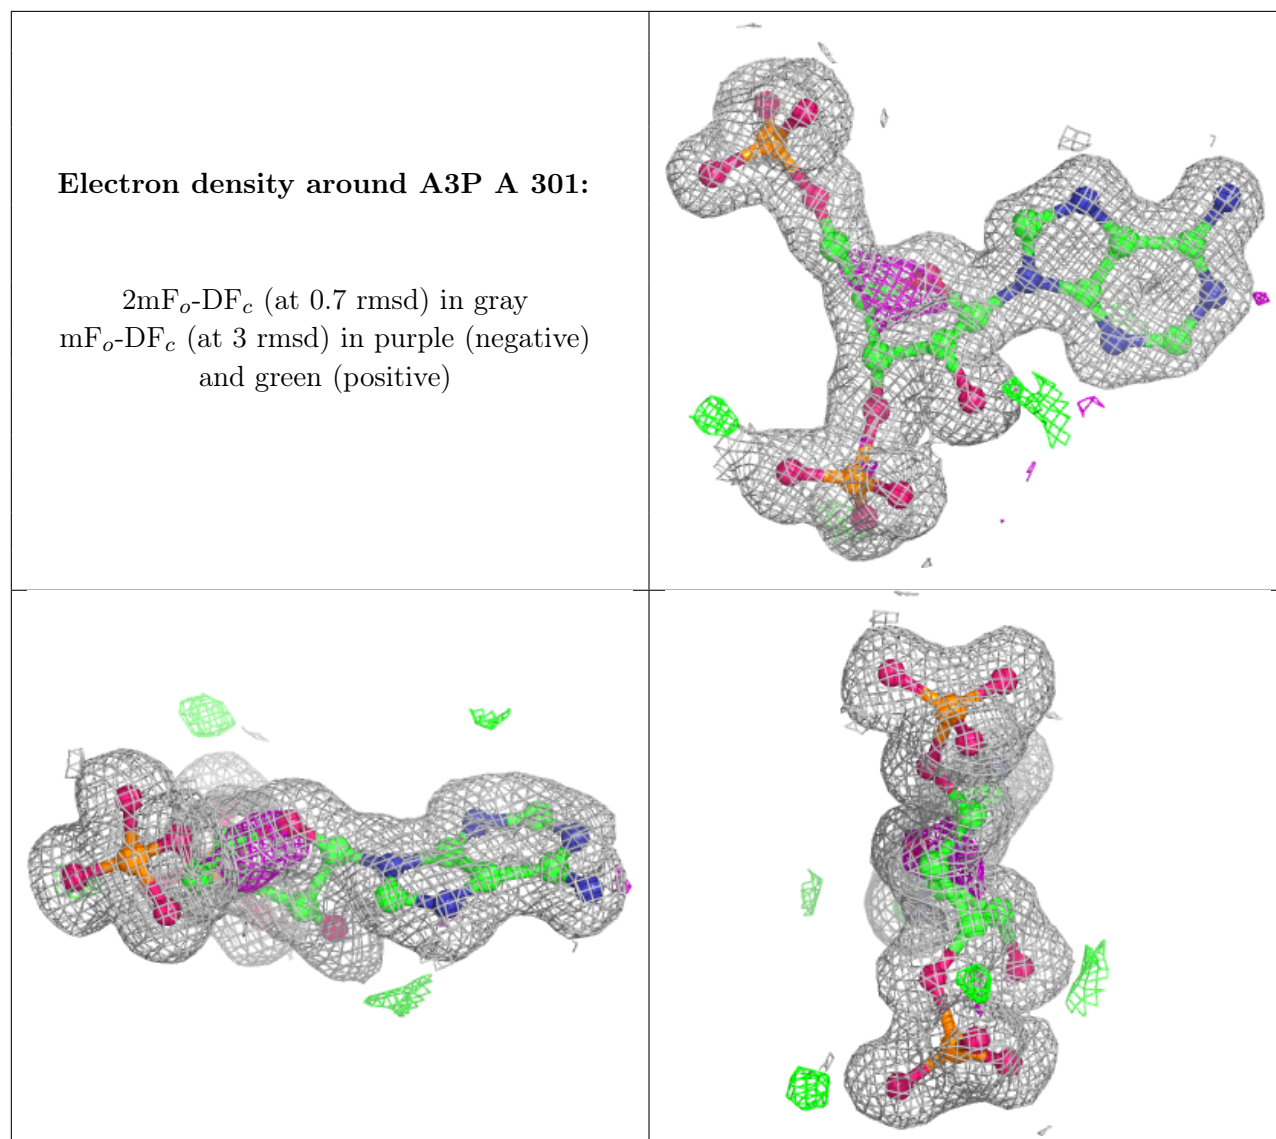 Electron density around A3P A 301:
2mFo-DFc (at 0.7 rmsd) in gray
mFo-DFc (at 3 rmsd) in purple (negative)
and green (positive)